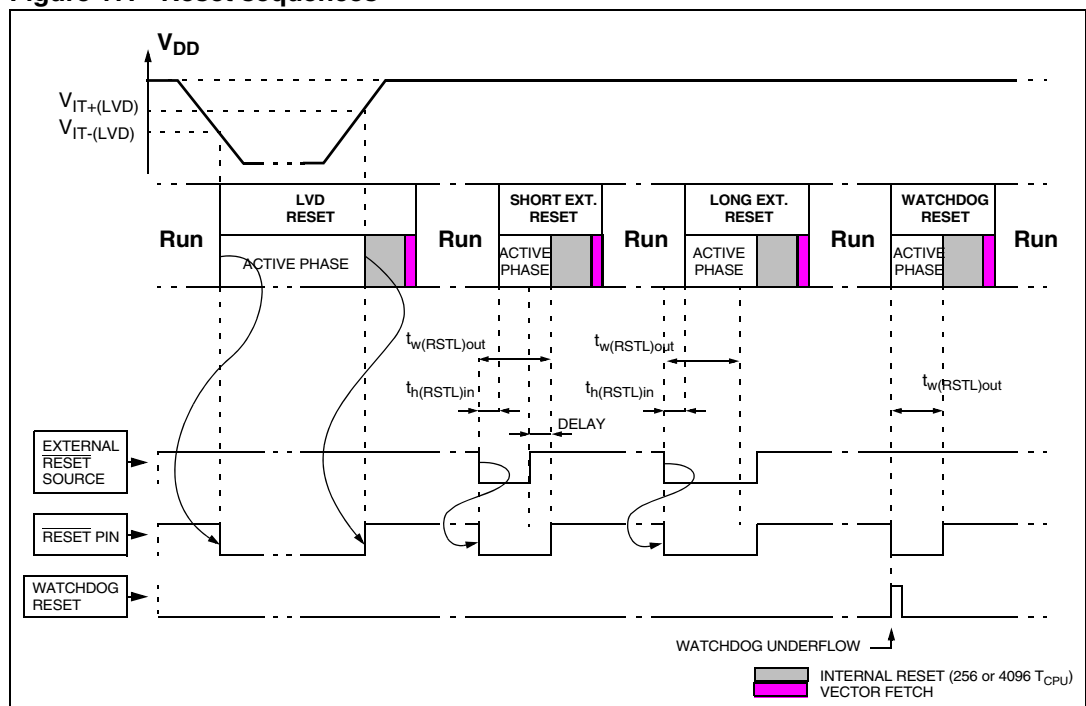 Figure 17. Reset sequences
VDD
VIT+(LVD)
VIT-(LVD)
LVD
RESET
SHORT EXT.
RESET
LONG EXT.
RESET
WATCHDOG
RESET
Run
Run
Run
Run
Run
ACTIVE PHASE
ACTIVE
PHASE
ACTIVE
PHASE
ACTIVE
PHASE
tw(RSTL)out
tw(RSTL)out
tw(RSTL)out
th(RSTL)in
th(RSTL)in
DELAY
EXTERNAL
RESET
SOURCE
RESET PIN
WATCHDOG
RESET
WATCHDOG UNDERFLOW
INTERNAL RESET (256 or 4096 TCPU)
VECTOR FETCH